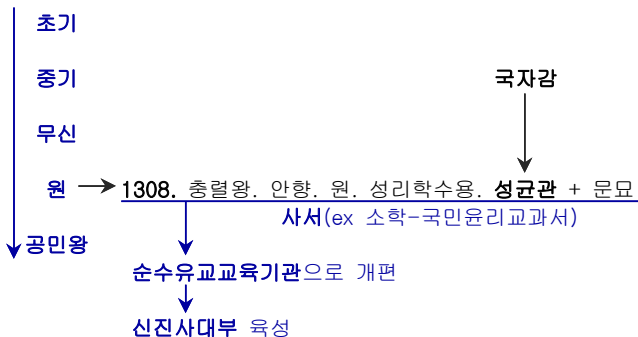 초기
중기 국자감
무신
원 1308. 충렬왕. 안향. 원. 성리학수용. 성균관 + 문묘
사서(ex 소학-국민윤리교과서)
공민왕
순수유교교육기관으로 개편
신진사대부 육성